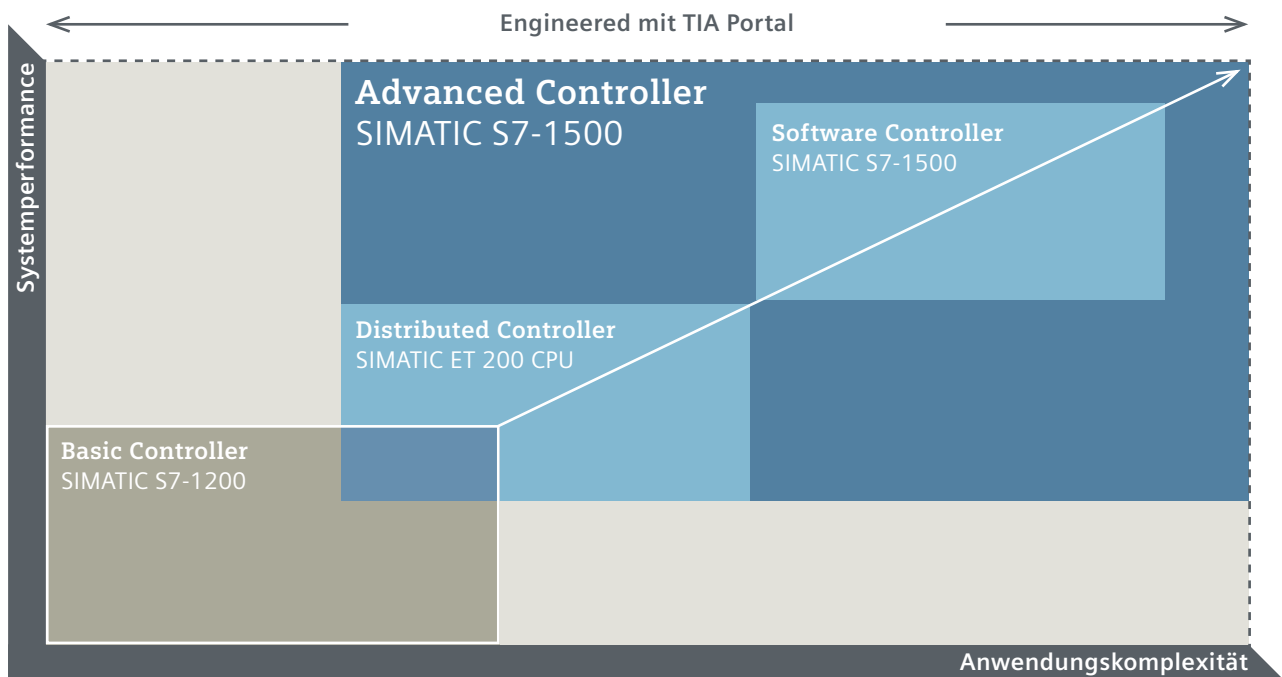 Engineered mit TIA Portal
Systemperformance
Advanced Controller
SIMATIC S7-1500
Software Controller
SIMATIC S7-1500
Distributed Controller
SIMATIC ET 200 CPU
Basic Controller
SIMATIC S7-1200
Anwendungskomplexität